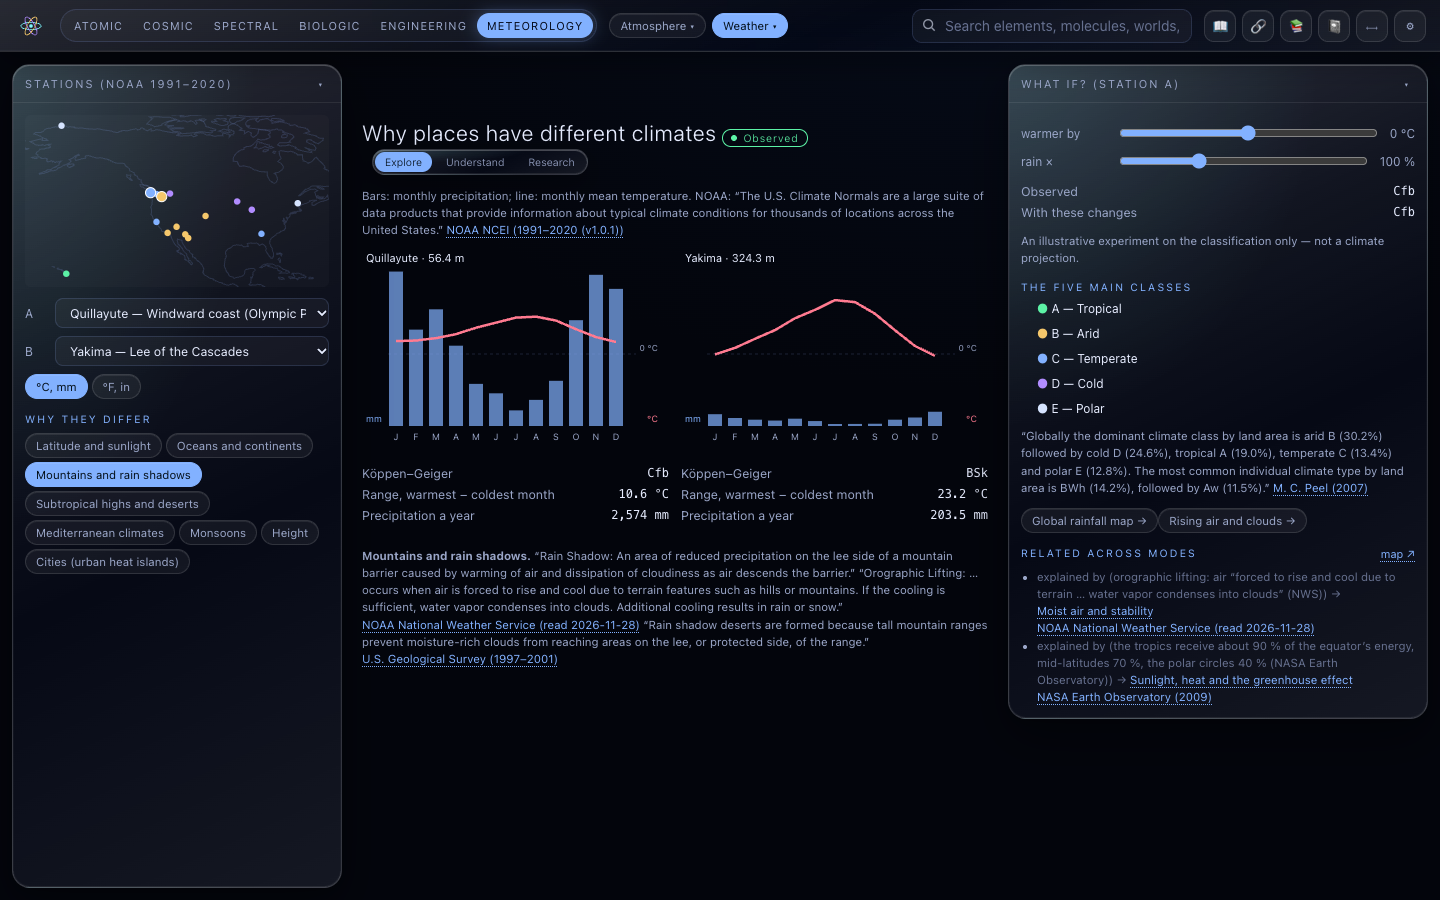 ATOMIC COSMIC SPECTRAL BIOLOGIC ENGINEERING METEOROLOGY Atmosphere ▾ Weather ▾ Search elements, molecules, worlds,
STATIONS (NOAA 1991–2020)
A Quillayute — Windward coast (Olympic P
B Yakima — Lee of the Cascades
°C, mm °F, in
WHY THEY DIFFER
Latitude and sunlight Oceans and continents
Mountains and rain shadows
Subtropical highs and deserts
Mediterranean climates Monsoons Height
Cities (urban heat islands)
Why places have different climates Observed
Explore Understand Research
Bars: monthly precipitation; line: monthly mean temperature. NOAA: “The U.S. Climate Normals are a large suite of
data products that provide information about typical climate conditions for thousands of locations across the
United States.” NOAA NCEI (1991–2020 (v1.0.1))
Quillayute · 56.4 m
0 °C
mm °C
J F M A M J J A S O N D
Yakima · 324.3 m
0 °C
mm °C
J F M A M J J A S O N D
Köppen–Geiger Cfb
Range, warmest – coldest month 10.6 °C
Precipitation a year 2,574 mm
Köppen–Geiger BSk
Range, warmest – coldest month 23.2 °C
Precipitation a year 203.5 mm
Mountains and rain shadows. “Rain Shadow: An area of reduced precipitation on the lee side of a mountain
barrier caused by warming of air and dissipation of cloudiness as air descends the barrier.” “Orographic Lifting: …
occurs when air is forced to rise and cool due to terrain features such as hills or mountains. If the cooling is
sufficient, water vapor condenses into clouds. Additional cooling results in rain or snow.”
NOAA National Weather Service (read 2026-11-28) “Rain shadow deserts are formed because tall mountain ranges
prevent moisture-rich clouds from reaching areas on the lee, or protected side, of the range.”
U.S. Geological Survey (1997–2001)
WHAT IF? (STATION A)
warmer by 0 °C
rain × 100 %
Observed Cfb
With these changes Cfb
An illustrative experiment on the classification only — not a climate
projection.
THE FIVE MAIN CLASSES
A — Tropical
B — Arid
C — Temperate
D — Cold
E — Polar
“Globally the dominant climate class by land area is arid B (30.2%)
followed by cold D (24.6%), tropical A (19.0%), temperate C (13.4%)
and polar E (12.8%). The most common individual climate type by land
area is BWh (14.2%), followed by Aw (11.5%).” M. C. Peel (2007)
Global rainfall map → Rising air and clouds →
RELATED ACROSS MODES map ↗
• explained by (orographic lifting: air “forced to rise and cool due to
terrain … water vapor condenses into clouds” (NWS)) →
Moist air and stability
NOAA National Weather Service (read 2026-11-28)
• explained by (the tropics receive about 90 % of the equator’s energy,
mid-latitudes 70 %, the polar circles 40 % (NASA Earth
Observatory)) → Sunlight, heat and the greenhouse effect
NASA Earth Observatory (2009)